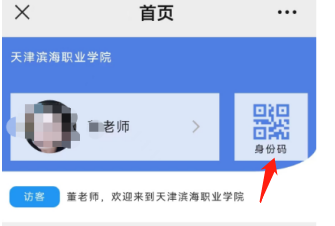 首页
天津滨海职业学院
老师
身份码
访客
董老师，欢迎来到天津滨海职业学院